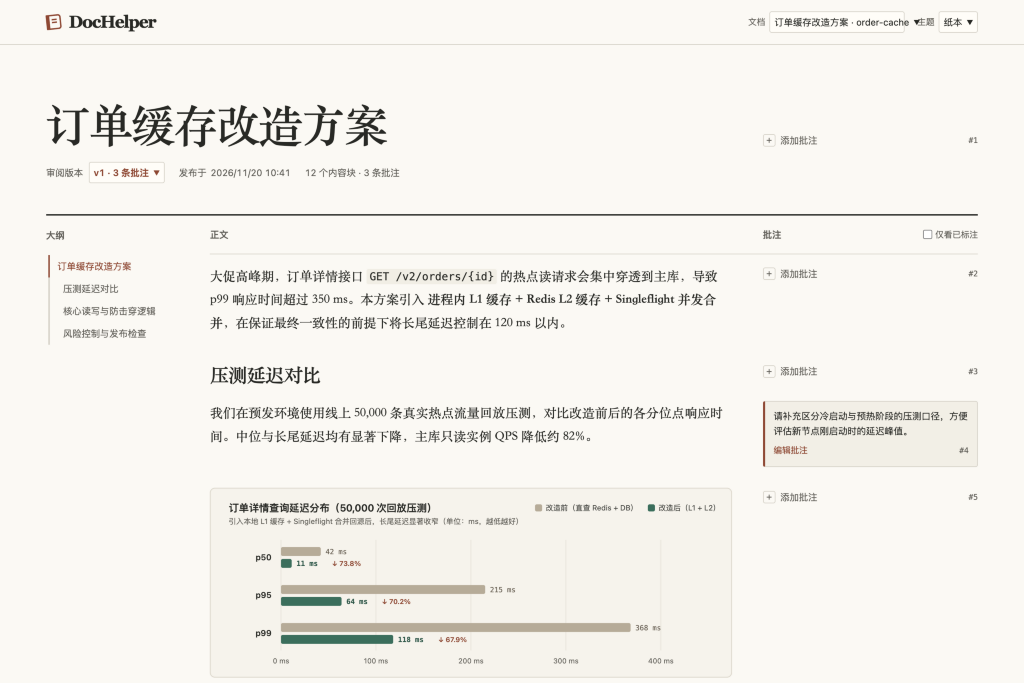 DocHelper
文档 订单缓存改造方案 · order-cache ▼ 主题 纸本 ▼
订单缓存改造方案
+ 添加批注 #1
审阅版本 v1 · 3 条批注 ▼ 发布于 2026/11/20 10:41 12 个内容块 · 3 条批注
大纲
正文
批注
仅看已标注
订单缓存改造方案
压测延迟对比
核心读写与防击穿逻辑
风险控制与发布检查
大促高峰期，订单详情接口 GET /v2/orders/{id} 的热点读请求会集中穿透到主库，导致
p99 响应时间超过 350 ms。本方案引入 进程内 L1 缓存 + Redis L2 缓存 + Singleflight 并发合
并，在保证最终一致性的前提下将长尾延迟控制在 120 ms 以内。
+ 添加批注 #2
压测延迟对比
+ 添加批注 #3
我们在预发环境使用线上 50,000 条真实热点流量回放压测，对比改造前后的各分位点响应时
间。中位与长尾延迟均有显著下降，主库只读实例 QPS 降低约 82%。
请补充区分冷启动与预热阶段的压测口径，方便
评估新节点刚启动时的延迟峰值。
编辑批注 #4
+ 添加批注 #5
订单详情查询延迟分布（50,000 次回放压测）
改造前（直查 Redis + DB） 改造后（L1 + L2）
引入本地 L1 缓存 + Singleflight 合并回源后，长尾延迟显著收窄（单位：ms，越低越好）
p50
42 ms
11 ms ↓ 73.8%
p95
215 ms
64 ms ↓ 70.2%
p99
368 ms
118 ms ↓ 67.9%
0 ms 100 ms 200 ms 300 ms 400 ms